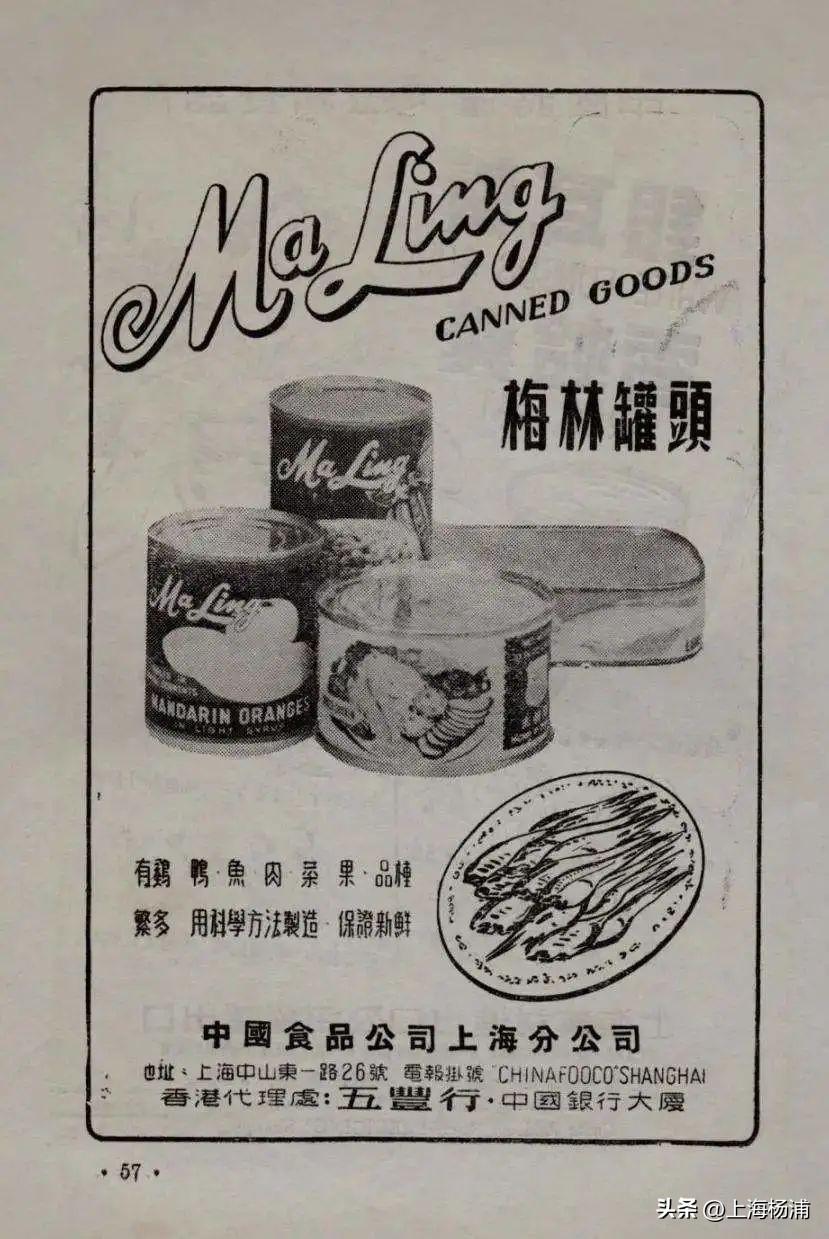 Ma Ling
CANNED GOODS
梅林罐頭
Ma Ling
Ma Ling
MANDARIN ORANGES
IN LIGHT SYRUP
有鷄 鴨·魚·肉·菜·果·品種
繁多 用科學方法製造·保證新鮮
中國食品公司上海分公司
地址：上海中山東一路26號 電報掛號 "CHINAFOOCO"SHANGHAI
香港代理處：五豐行·中國銀行大廈
·57·
头条 @上海杨浦